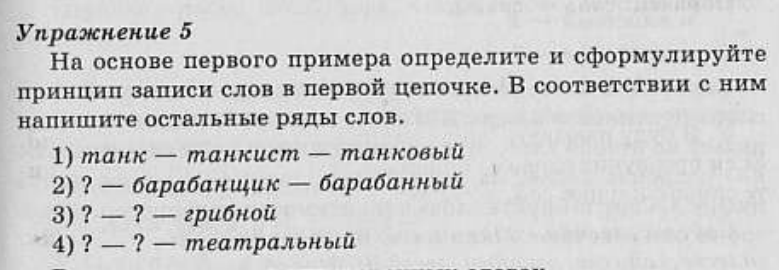 Упражнение 5
На основе первого примера определите и сформулируйте
принцип записи слов в первой цепочке. В соответствии с ним
напишите остальные ряды слов.
1) танк — танкист — танковый
2) ? — барабанщик — барабанный
3) ? — ? — грибной
4) ? — ? — театральный